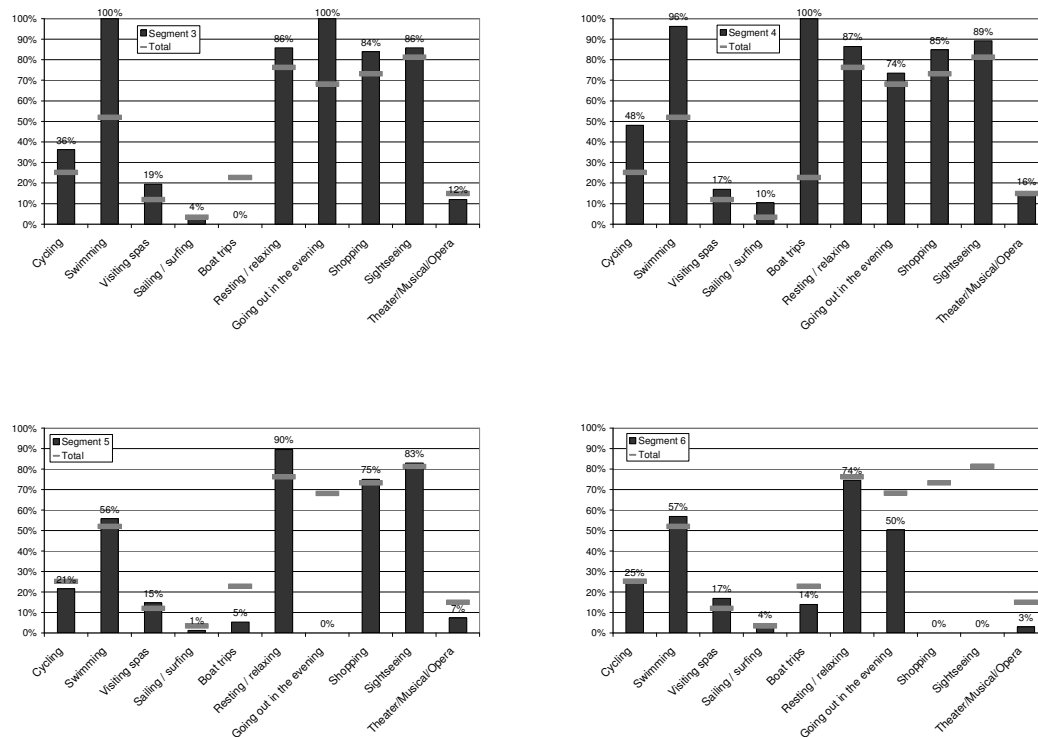 100%
90%
80%
70%
60%
50%
40%
30%
20%
10%
0%
Segment 3
Total
36%
100%
19%
4%
0%
86%
100%
84%
86%
12%
Cycling
Swimming
Visiting spas
Sailing / surfing
Boat trips
Resting / relaxing
Going out in the evening
Shopping
Sightseeing
Theater/Musical/Opera
100%
90%
80%
70%
60%
50%
40%
30%
20%
10%
0%
Segment 4
Total
48%
96%
17%
10%
100%
87%
74%
85%
89%
16%
Cycling
Swimming
Visiting spas
Sailing / surfing
Boat trips
Resting / relaxing
Going out in the evening
Shopping
Sightseeing
Theater/Musical/Opera
100%
90%
80%
70%
60%
50%
40%
30%
20%
10%
0%
Segment 5
Total
21%
56%
15%
1%
5%
90%
0%
75%
83%
7%
Cycling
Swimming
Visiting spas
Sailing / surfing
Boat trips
Resting / relaxing
Going out in the evening
Shopping
Sightseeing
Theater/Musical/Opera
100%
90%
80%
70%
60%
50%
40%
30%
20%
10%
0%
Segment 6
Total
25%
57%
17%
4%
14%
74%
50%
0%
0%
3%
Cycling
Swimming
Visiting spas
Sailing / surfing
Boat trips
Resting / relaxing
Going out in the evening
Shopping
Sightseeing
Theater/Musical/Opera